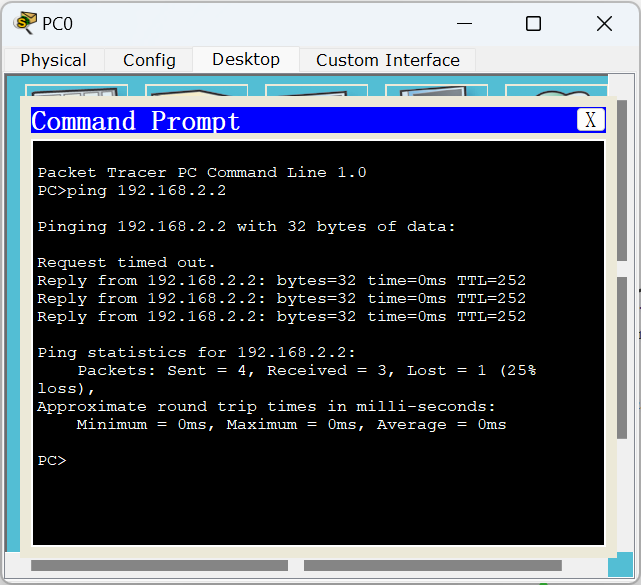 PC0
Physical Config Desktop Custom Interface
Command Prompt X
Packet Tracer PC Command Line 1.0
PC>ping 192.168.2.2
Pinging 192.168.2.2 with 32 bytes of data:
Request timed out.
Reply from 192.168.2.2: bytes=32 time=0ms TTL=252
Reply from 192.168.2.2: bytes=32 time=0ms TTL=252
Reply from 192.168.2.2: bytes=32 time=0ms TTL=252
Ping statistics for 192.168.2.2:
Packets: Sent = 4, Received = 3, Lost = 1 (25%
loss),
Approximate round trip times in milli-seconds:
Minimum = 0ms, Maximum = 0ms, Average = 0ms
PC>